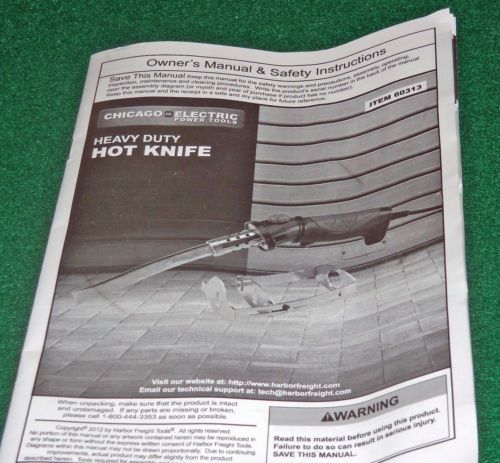 Owner's Manual & Safety Instructions
Save This Manual Keep this manual for the safety warnings and precautions, assembly, operating,
inspection, maintenance and cleaning procedures. Write the product's serial number in the back of the manual
near the assembly diagram (or month and year of purchase if product has no number).
Keep this manual and the receipt in a safe and dry place for future reference.
ITEM 60313
CHICAGO ELECTRIC
POWER TOOLS
HEAVY DUTY
HOT KNIFE
Visit our website at: http://www.harborfreight.com
Email our technical support at: tech@harborfreight.com
When unpacking, make sure that the product is intact
and undamaged. If any parts are missing or broken,
please call 1-800-444-3353 as soon as possible.
Copyright© 2012 by Harbor Freight Tools®. All rights reserved.
No portion of this manual or any artwork contained herein may be reproduced in
any shape or form without the express written consent of Harbor Freight Tools.
Diagrams within this manual may not be drawn proportionally. Due to continuing
improvements, actual product may differ slightly from the product
described herein. Tools required for assembly
WARNING
Read this material before using this product.
Failure to do so can result in serious injury.
SAVE THIS MANUAL.